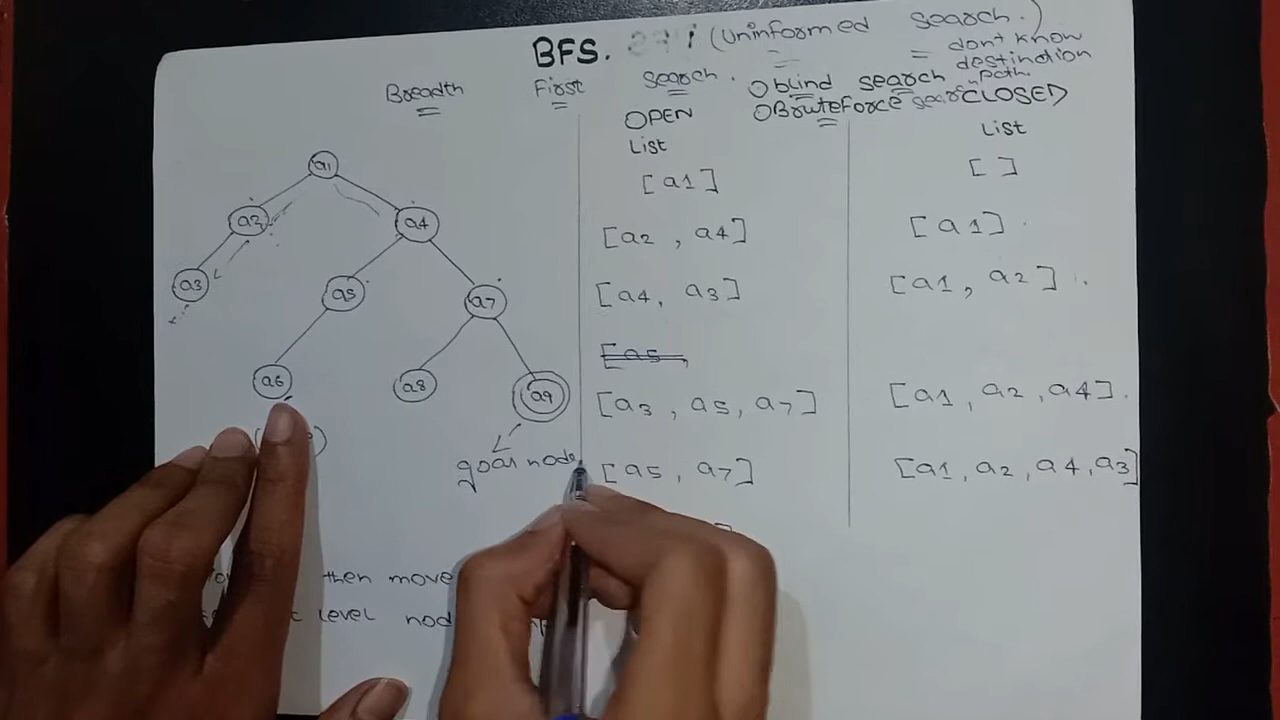 BFS. (Uninformed search.)
= don't know
destination
path.
Breadth First Search.
O blind search
O Bruteforce search
OPEN
List
CLOSED
List
a1
a2
a4
a3
a5
a7
a6
a8
a9
goal node
[a1]
[ ]
[a2, a4]
[a1]
[a4, a3]
[a1, a2]
[a5,
[a3, a5, a7]
[a1, a2, a4]
[a5, a7]
[a1, a2, a4, a3]
then move
level nod